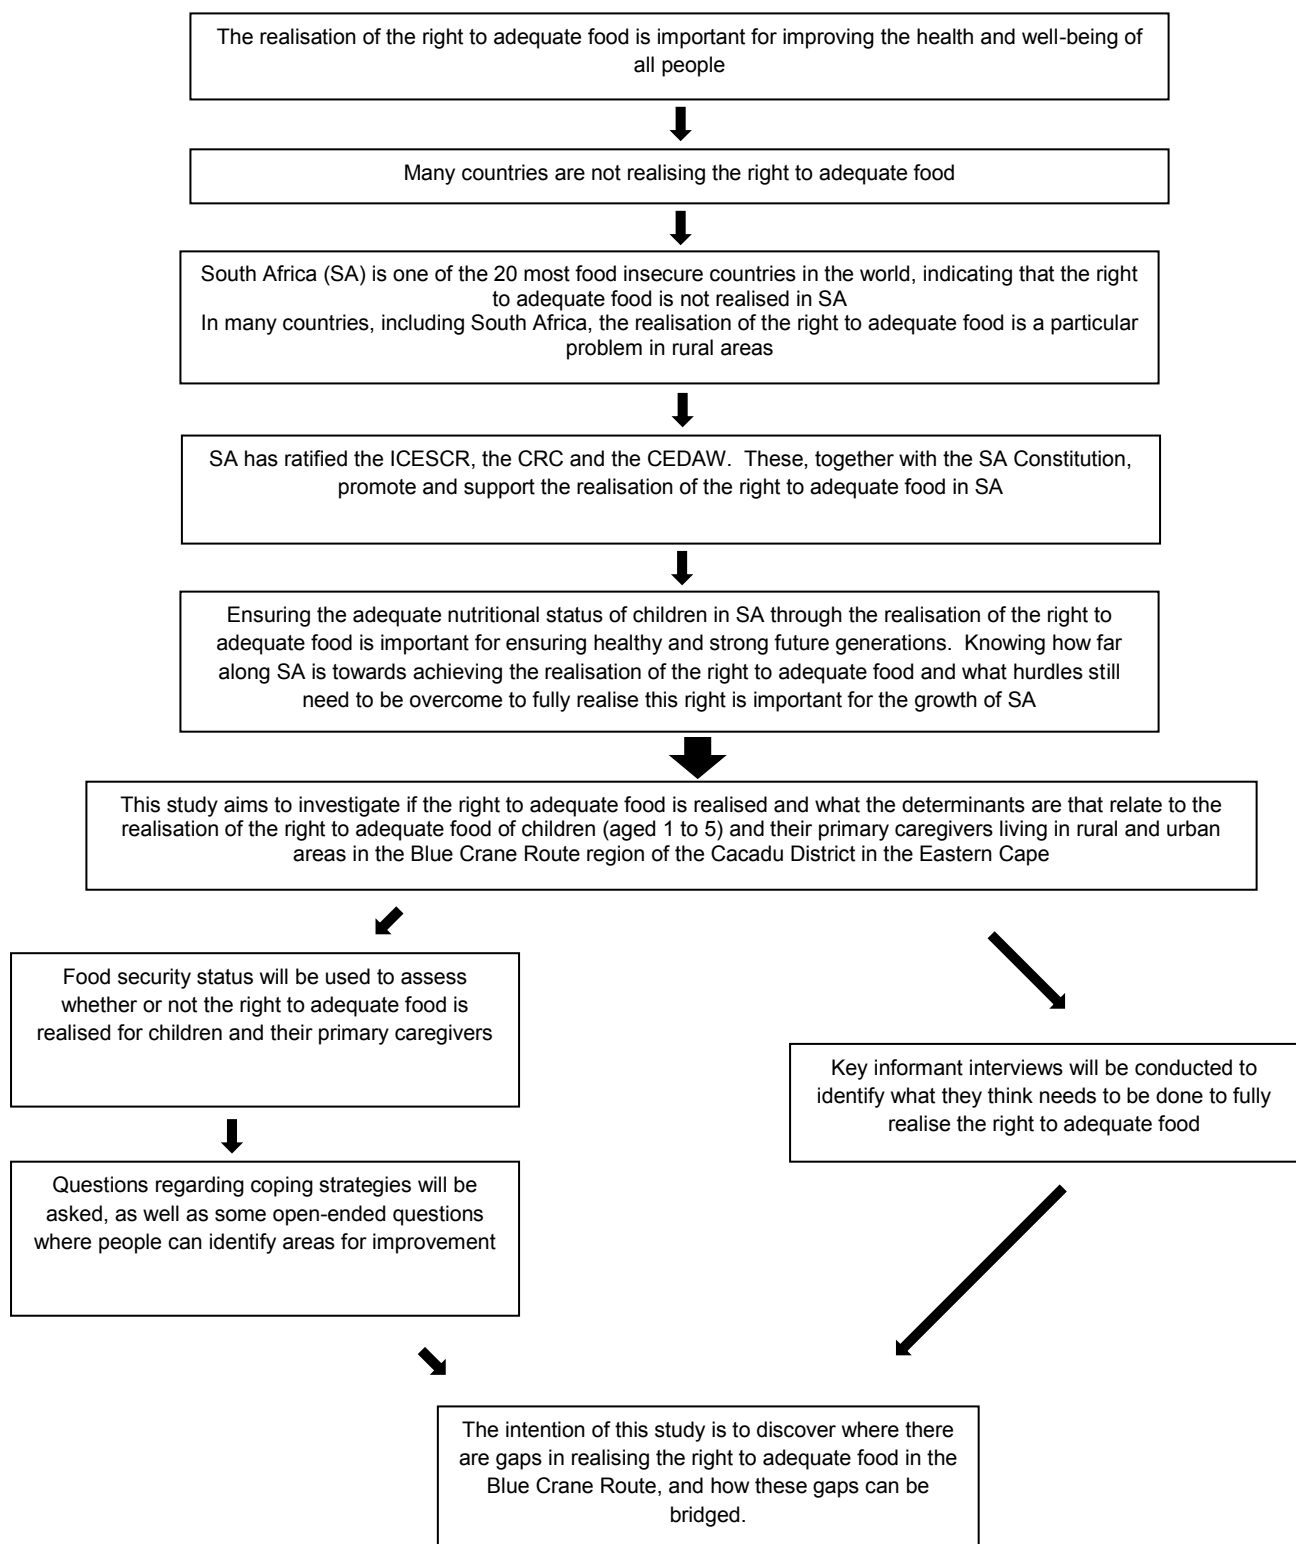 The realisation of the right to adequate food is important for improving the health and well-being of
all people
Many countries are not realising the right to adequate food
South Africa (SA) is one of the 20 most food insecure countries in the world, indicating that the right
to adequate food is not realised in SA
In many countries, including South Africa, the realisation of the right to adequate food is a particular
problem in rural areas
SA has ratified the ICESCR, the CRC and the CEDAW. These, together with the SA Constitution,
promote and support the realisation of the right to adequate food in SA
Ensuring the adequate nutritional status of children in SA through the realisation of the right to
adequate food is important for ensuring healthy and strong future generations. Knowing how far
along SA is towards achieving the realisation of the right to adequate food and what hurdles still
need to be overcome to fully realise this right is important for the growth of SA
This study aims to investigate if the right to adequate food is realised and what the determinants are that relate to the
realisation of the right to adequate food of children (aged 1 to 5) and their primary caregivers living in rural and urban
areas in the Blue Crane Route region of the Cacadu District in the Eastern Cape
Food security status will be used to assess
whether or not the right to adequate food is
realised for children and their primary caregivers
Key informant interviews will be conducted to
identify what they think needs to be done to fully
realise the right to adequate food
Questions regarding coping strategies will be
asked, as well as some open-ended questions
where people can identify areas for improvement
The intention of this study is to discover where there
are gaps in realising the right to adequate food in the
Blue Crane Route, and how these gaps can be
bridged.